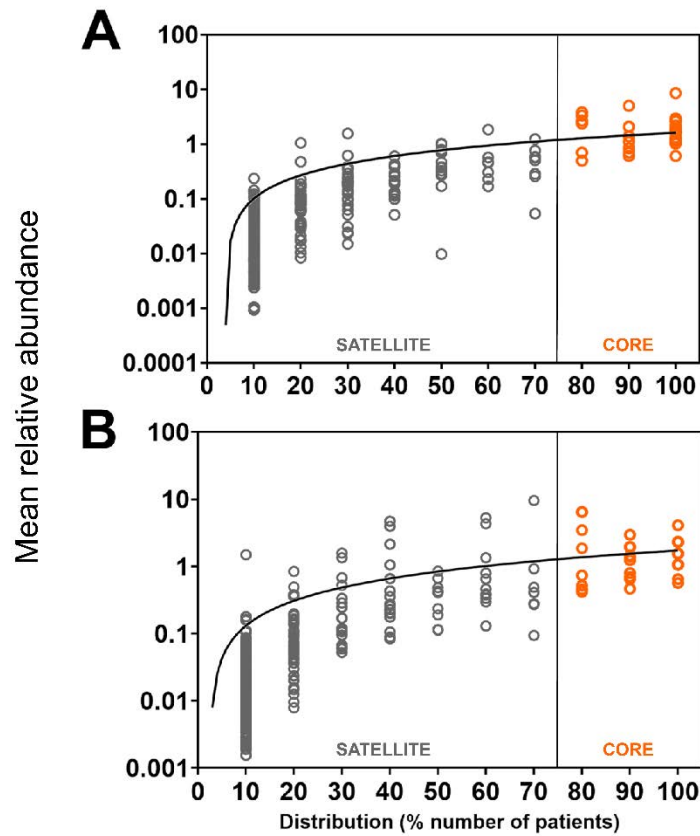 A
Mean relative abundance
100
10
1
0.1
0.01
0.001
0.0001
SATELLITE CORE
0 10 20 30 40 50 60 70 80 90 100
B
100
10
1
0.1
0.01
0.001
SATELLITE CORE
0 10 20 30 40 50 60 70 80 90 100
Distribution (% number of patients)